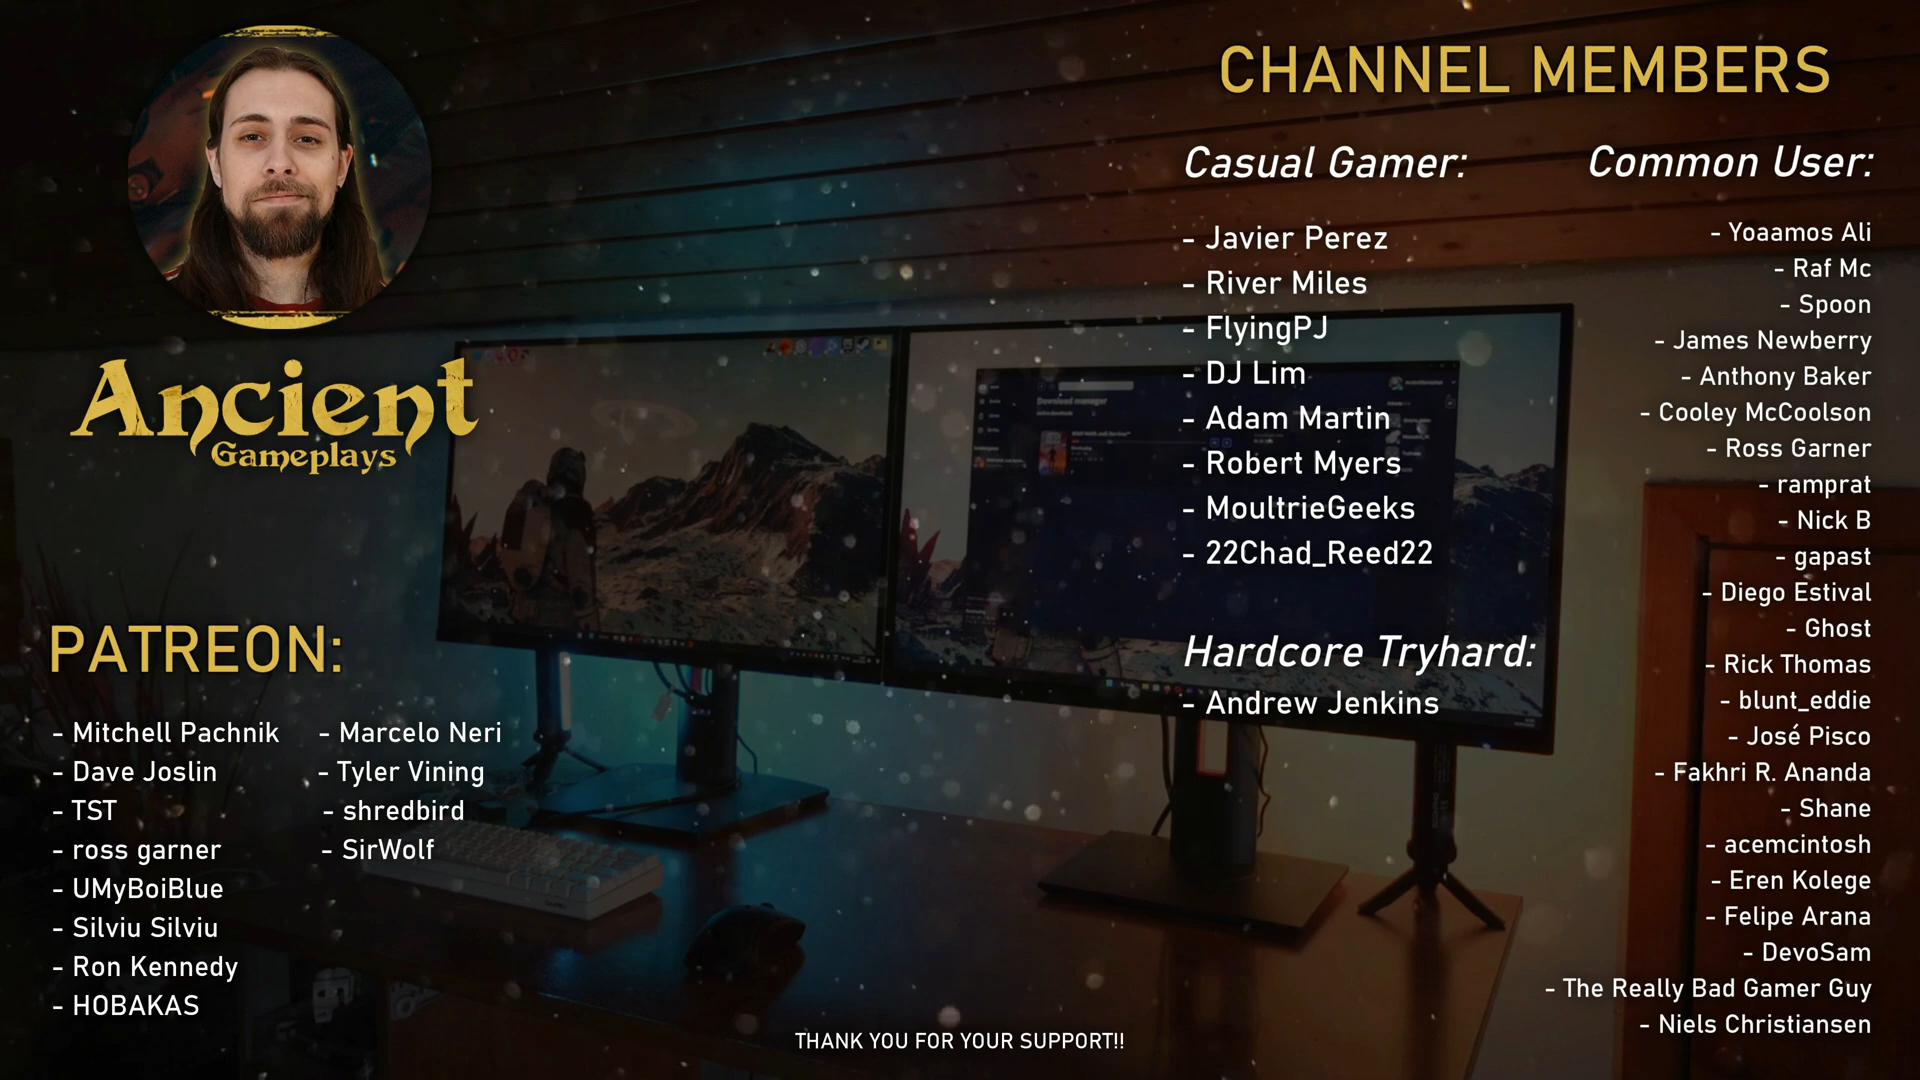 Ancient
Gameplays
PATREON:
- Mitchell Pachnik
- Dave Joslin
- TST
- ross garner
- UMyBoiBlue
- Silviu Silviu
- Ron Kennedy
- HOBAKAS
- Marcelo Neri
- Tyler Vining
- shredbird
- SirWolf
CHANNEL MEMBERS
Casual Gamer:
- Javier Perez
- River Miles
- FlyingPJ
- DJ Lim
- Adam Martin
- Robert Myers
- MoultrieGeeks
- 22Chad_Reed22
Hardcore Tryhard:
- Andrew Jenkins
Common User:
- Yoaamos Ali
- Raf Mc
- Spoon
- James Newberry
- Anthony Baker
- Cooley McCoolson
- Ross Garner
- ramprat
- Nick B
- gapast
- Diego Estival
- Ghost
- Rick Thomas
- blunt_eddie
- José Pisco
- Fakhri R. Ananda
- Shane
- acemcintosh
- Eren Kolege
- Felipe Arana
- DevoSam
- The Really Bad Gamer Guy
- Niels Christiansen
Download manager
THANK YOU FOR YOUR SUPPORT!!